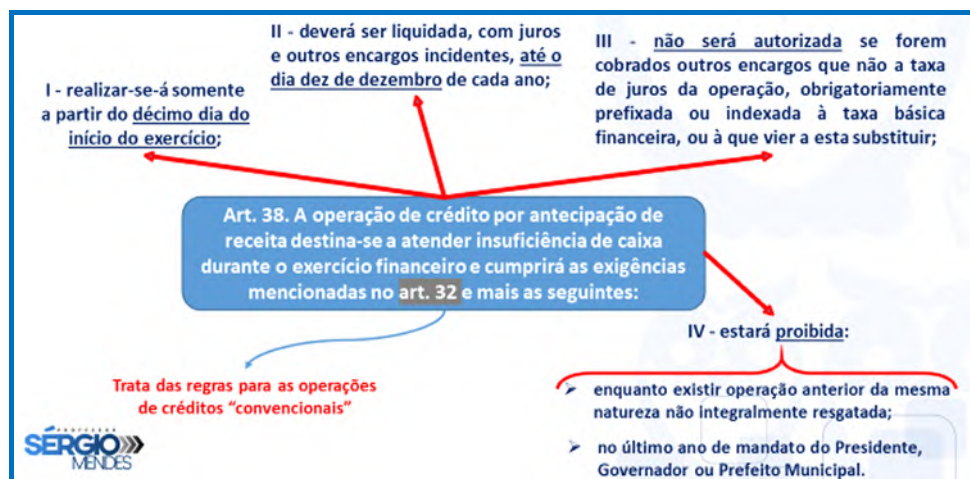 I - realizar-se-á somente
a partir do décimo dia do
início do exercício;
II - deverá ser liquidada, com juros
e outros encargos incidentes, até o
dia dez de dezembro de cada ano;
III - não será autorizada se forem
cobrados outros encargos que não a taxa
de juros da operação, obrigatoriamente
prefixada ou indexada à taxa básica
financeira, ou à que vier a esta substituir;
Art. 38. A operação de crédito por antecipação de
receita destina-se a atender insuficiência de caixa
durante o exercício financeiro e cumprirá as exigências
mencionadas no art. 32 e mais as seguintes:
Trata das regras para as operações
de créditos “convencionais”
IV - estará proibida:
➢ enquanto existir operação anterior da mesma
natureza não integralmente resgatada;
➢ no último ano de mandato do Presidente,
Governador ou Prefeito Municipal.
PROFESSOR
SÉRGIO
MENDES